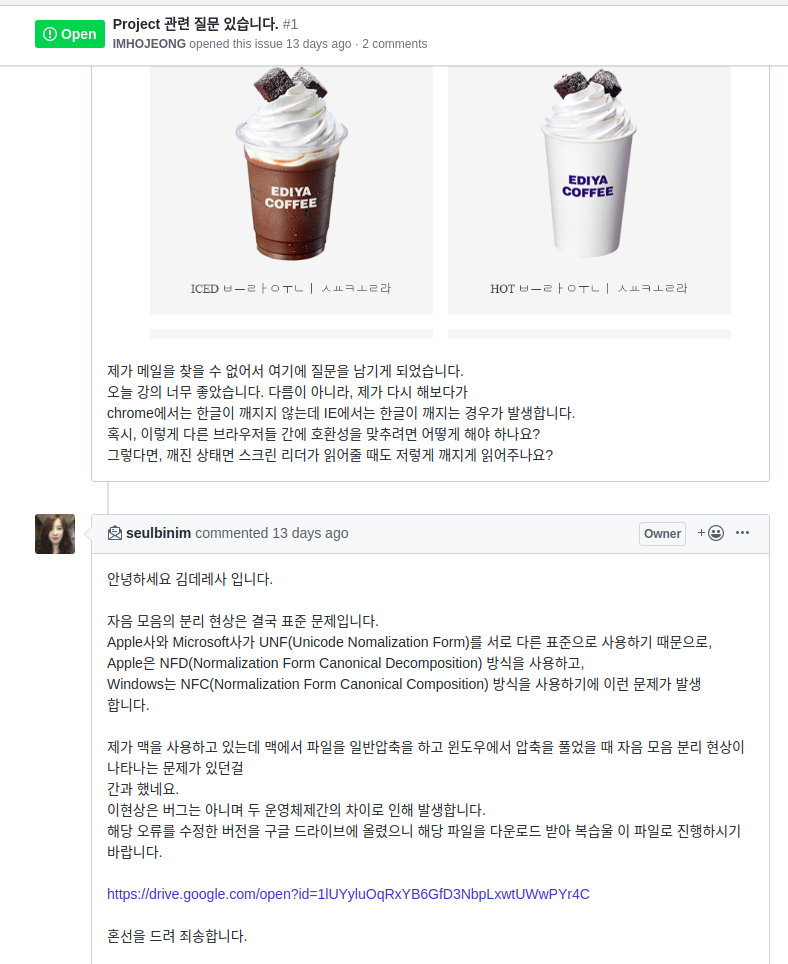 Open
Project 관련 질문 있습니다. #1
IMHOJEONG opened this issue 13 days ago · 2 comments
EDIYA
COFFEE
EDIYA
COFFEE
ICED ㅂㅡㄹㅏㅇㅜㄴㅣ ㅅㅛㅋㅗㄹ라
HOT ㅂㅡㄹㅏㅇㅜㄴㅣ ㅅㅛㅋㅗㄹ라
제가 메일을 찾을 수 없어서 여기에 질문을 남기게 되었습니다.
오늘 강의 너무 좋았습니다. 다름이 아니라, 제가 다시 해보다가
chrome에서는 한글이 깨지지 않는데 IE에서는 한글이 깨지는 경우가 발생합니다.
혹시, 이렇게 다른 브라우저들 간에 호환성을 맞추려면 어떻게 해야 하나요?
그렇다면, 깨진 상태면 스크린 리더가 읽어줄 때도 저렇게 깨지게 읽어주나요?
seulbinim commented 13 days ago
Owner
안녕하세요 김데레사 입니다.
자음 모음의 분리 현상은 결국 표준 문제입니다.
Apple사와 Microsoft사가 UNF(Unicode Nomalization Form)를 서로 다른 표준으로 사용하기 때문으로,
Apple은 NFD(Normalization Form Canonical Decomposition) 방식을 사용하고,
Windows는 NFC(Normalization Form Canonical Composition) 방식을 사용하기에 이런 문제가 발생
합니다.
제가 맥을 사용하고 있는데 맥에서 파일을 일반압축을 하고 윈도우에서 압축을 풀었을 때 자음 모음 분리 현상이
나타나는 문제가 있던걸
간과 했네요.
이현상은 버그는 아니며 두 운영체제간의 차이로 인해 발생합니다.
해당 오류를 수정한 버전을 구글 드라이브에 올렸으니 해당 파일을 다운로드 받아 복습울 이 파일로 진행하시기
바랍니다.
https://drive.google.com/open?id=1lUYyluOqRxYB6GfD3NbpLxwtUWwPYr4C
혼선을 드려 죄송합니다.